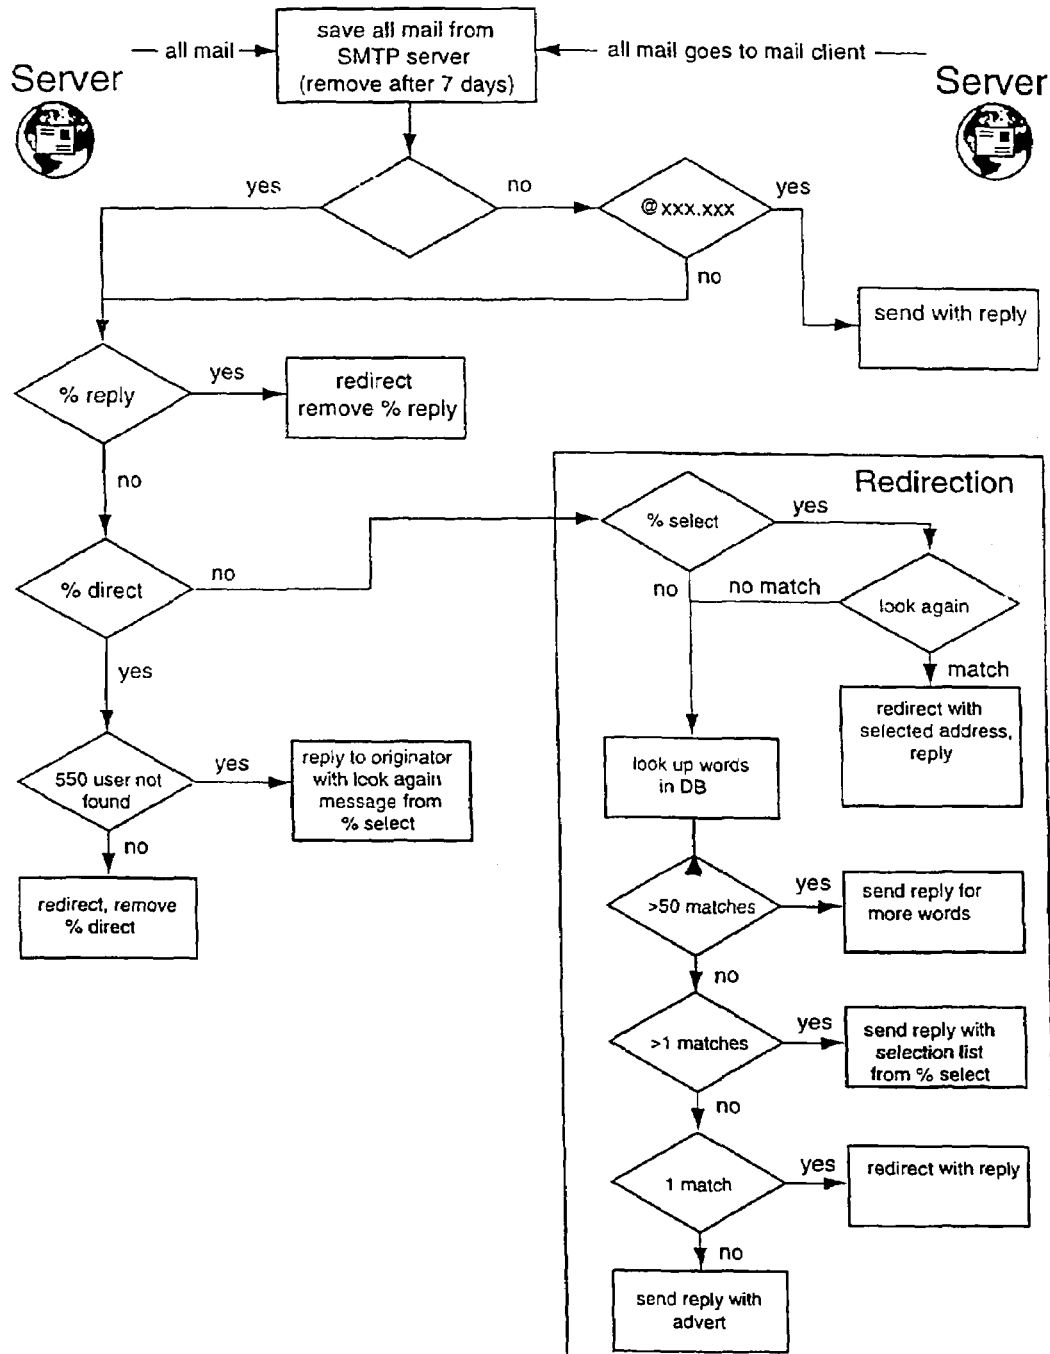 save all mail from
SMTP server
(remove after 7 days)
all mail
all mail goes to mail client
Server
Server
yes
no
@xxx.xxx
yes
no
send with reply
% reply
yes
redirect
remove % reply
no
Redirection
% select
yes
% direct
no
no
no match
look again
yes
match
redirect with
selected address,
reply
look up words
in DB
550 user not
found
yes
reply to originator
with look again
message from
% select
no
redirect, remove
% direct
>50 matches
yes
send reply for
more words
no
>1 matches
yes
send reply with
selection list
from % select
no
1 match
yes
redirect with reply
no
send reply with
advert